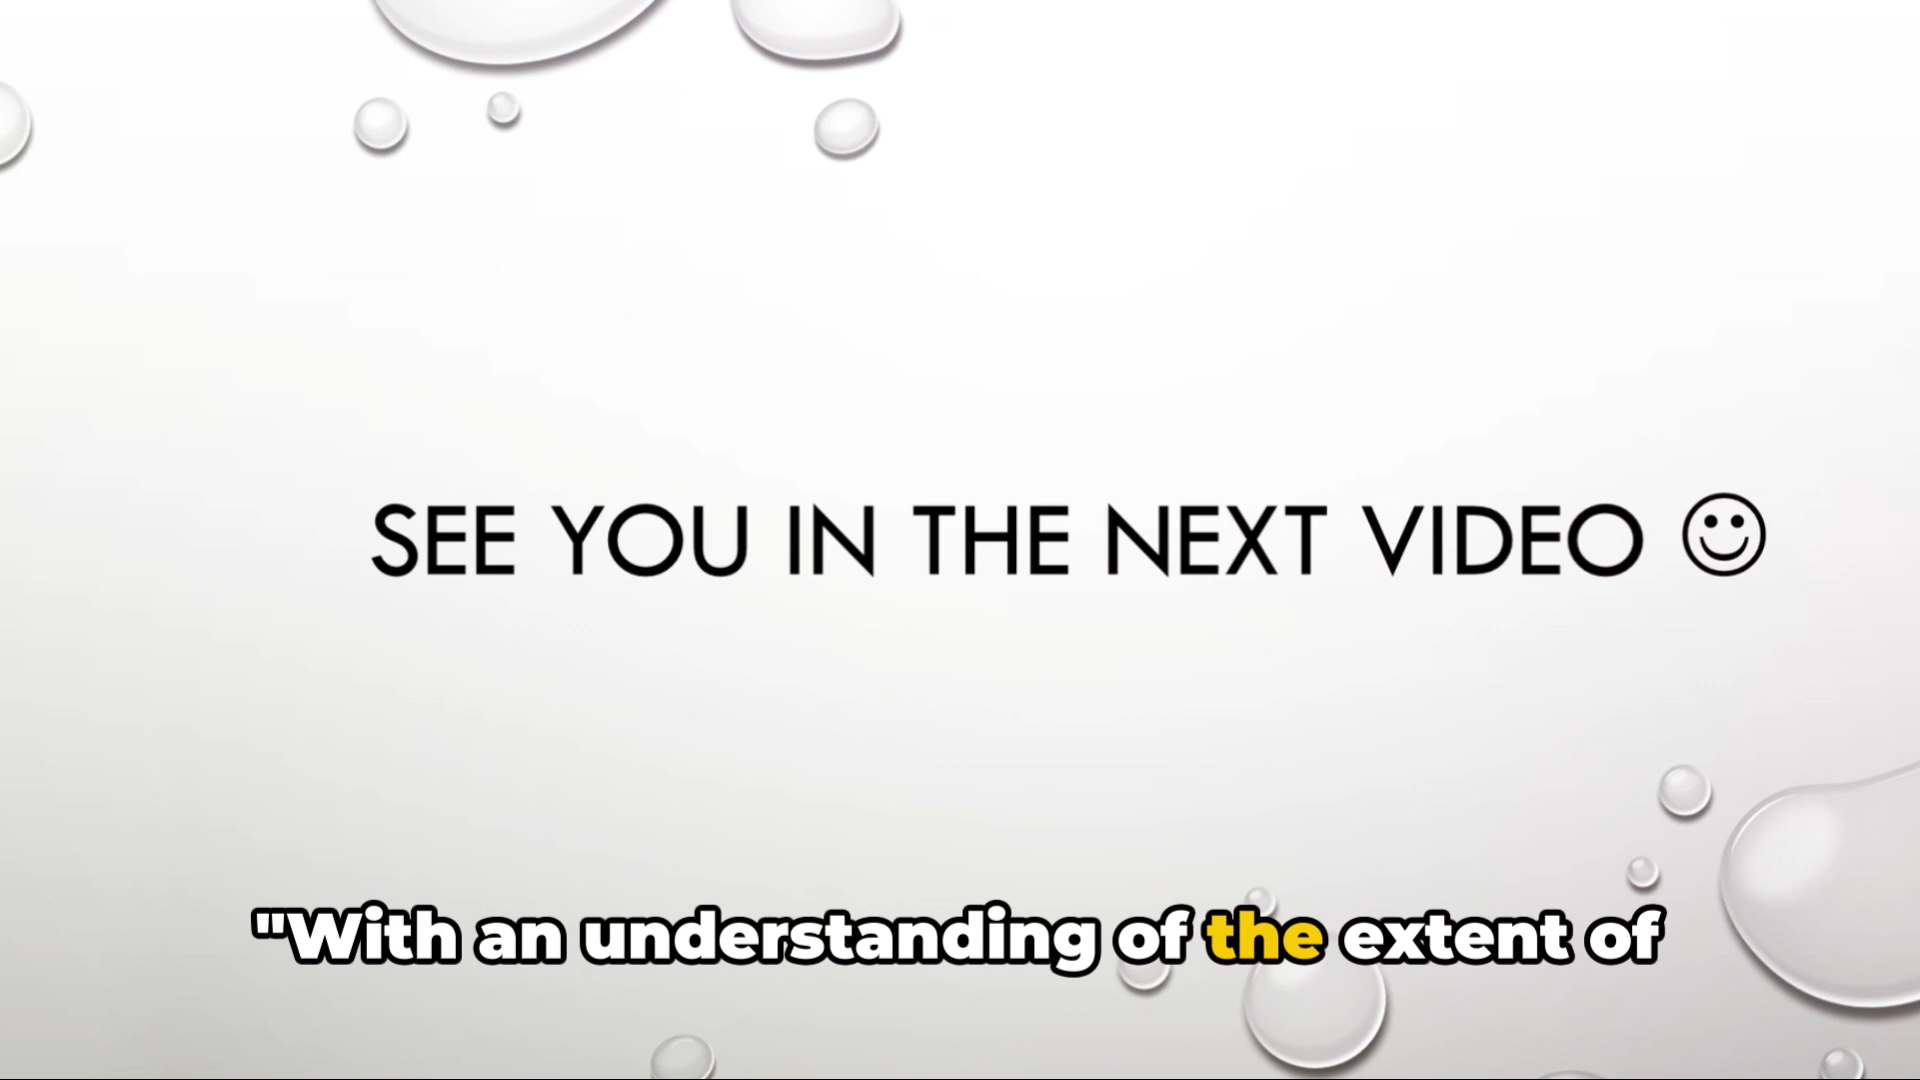 SEE YOU IN THE NEXT VIDEO ☺
"With an understanding of the extent of